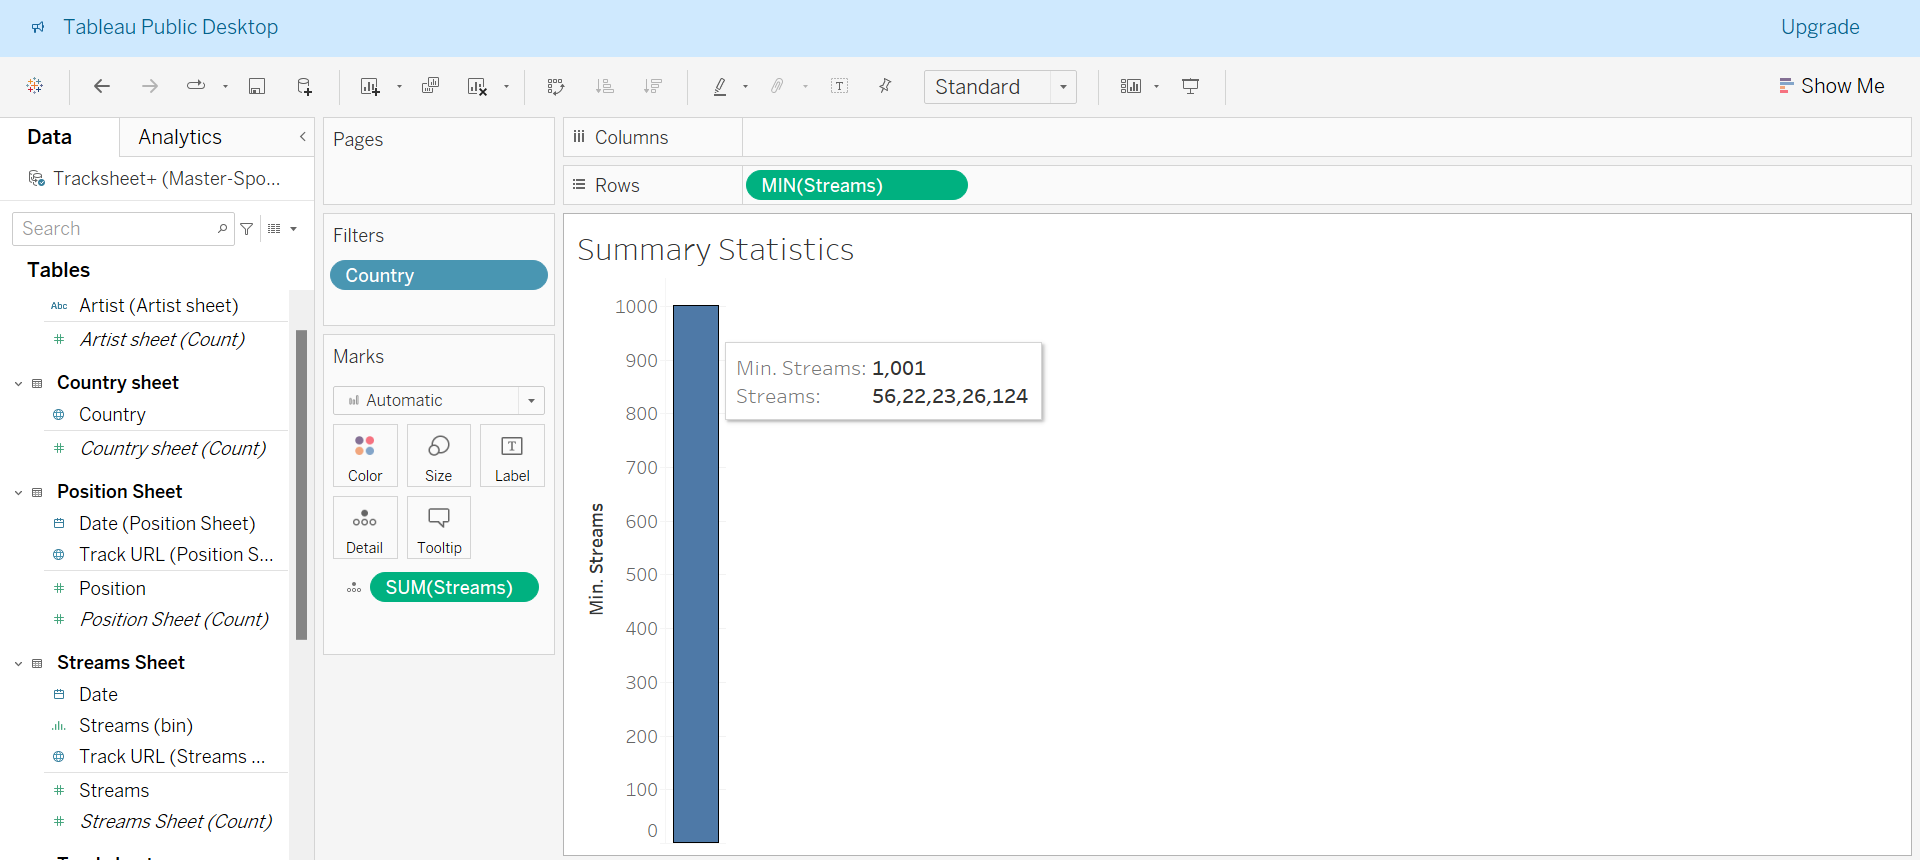 Tableau Public Desktop
Upgrade
Standard
Show Me
Data
Analytics
Tracksheet+ (Master-Spo...
Search
Tables
Abc Artist (Artist sheet)
Artist sheet (Count)
Country sheet
Country
Country sheet (Count)
Position Sheet
Date (Position Sheet)
Track URL (Position S...
Position
Position Sheet (Count)
Streams Sheet
Date
Streams (bin)
Track URL (Streams ...
Streams
Streams Sheet (Count)
Pages
Filters
Country
Marks
Automatic
Color
Size
Label
Detail
Tooltip
SUM(Streams)
Columns
Rows
MIN(Streams)
Summary Statistics
Min. Streams
1000
900
800
700
600
500
400
300
200
100
0
Min. Streams: 1,001
Streams: 56,22,23,26,124